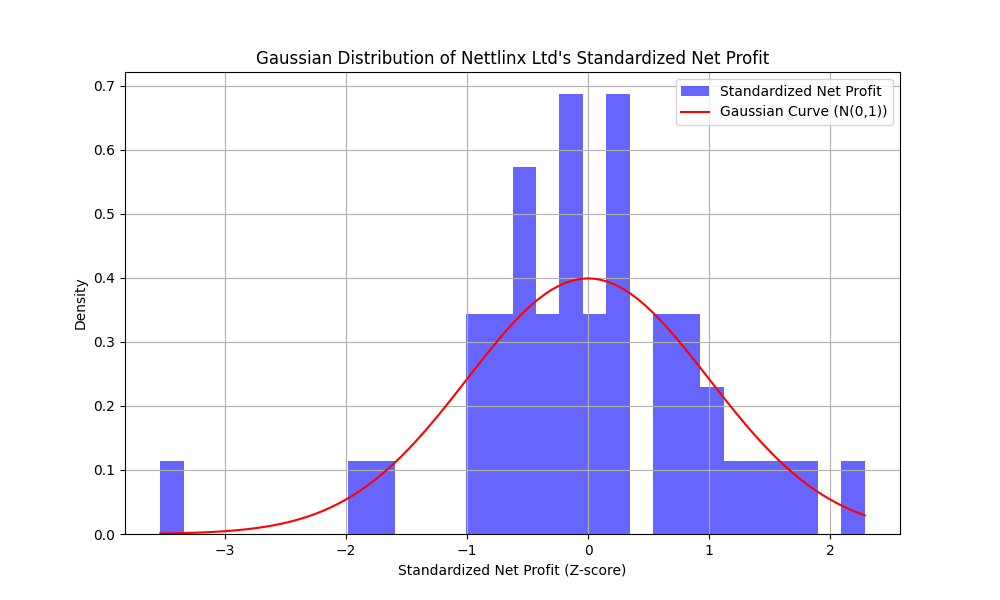 Gaussian Distribution of Nettlinx Ltd's Standardized Net Profit
Standardized Net Profit
Gaussian Curve (N(0,1))
Density
0.7
0.6
0.5
0.4
0.3
0.2
0.1
0.0
−3 −2 −1 0 1 2
Standardized Net Profit (Z-score)